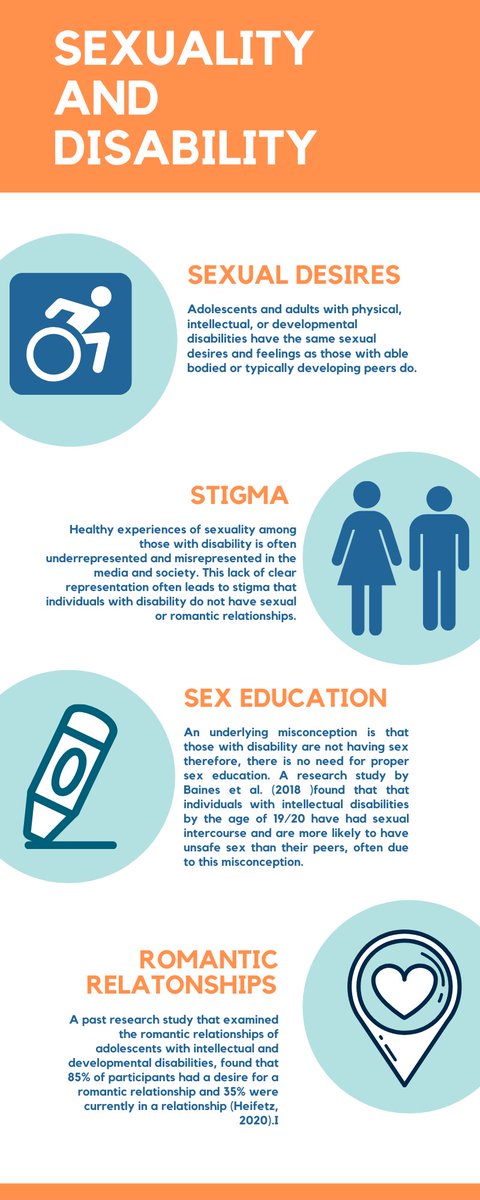 SEXUALITY
AND
DISABILITY
SEXUAL DESIRES
Adolescents and adults with physical,
intellectual, or developmental
disabilities have the same sexual
desires and feelings as those with able
bodied or typically developing peers do.
STIGMA
Healthy experiences of sexuality among
those with disability is often
underrepresented and misrepresented in the
media and society. This lack of clear
representation often leads to stigma that
individuals with disability do not have sexual
or romantic relationships.
SEX EDUCATION
An underlying misconception is that
those with disability are not having sex
therefore, there is no need for proper
sex education. A research study by
Baines et al. (2018 )found that that
individuals with intellectual disabilities
by the age of 19/20 have had sexual
intercourse and are more likely to have
unsafe sex than their peers, often due
to this misconception.
ROMANTIC
RELATONSHIPS
A past research study that examined
the romantic relationships of
adolescents with intellectual and
developmental disabilities, found that
85% of participants had a desire for a
romantic relationship and 35% were
currently in a relationship (Heifetz,
2020).I